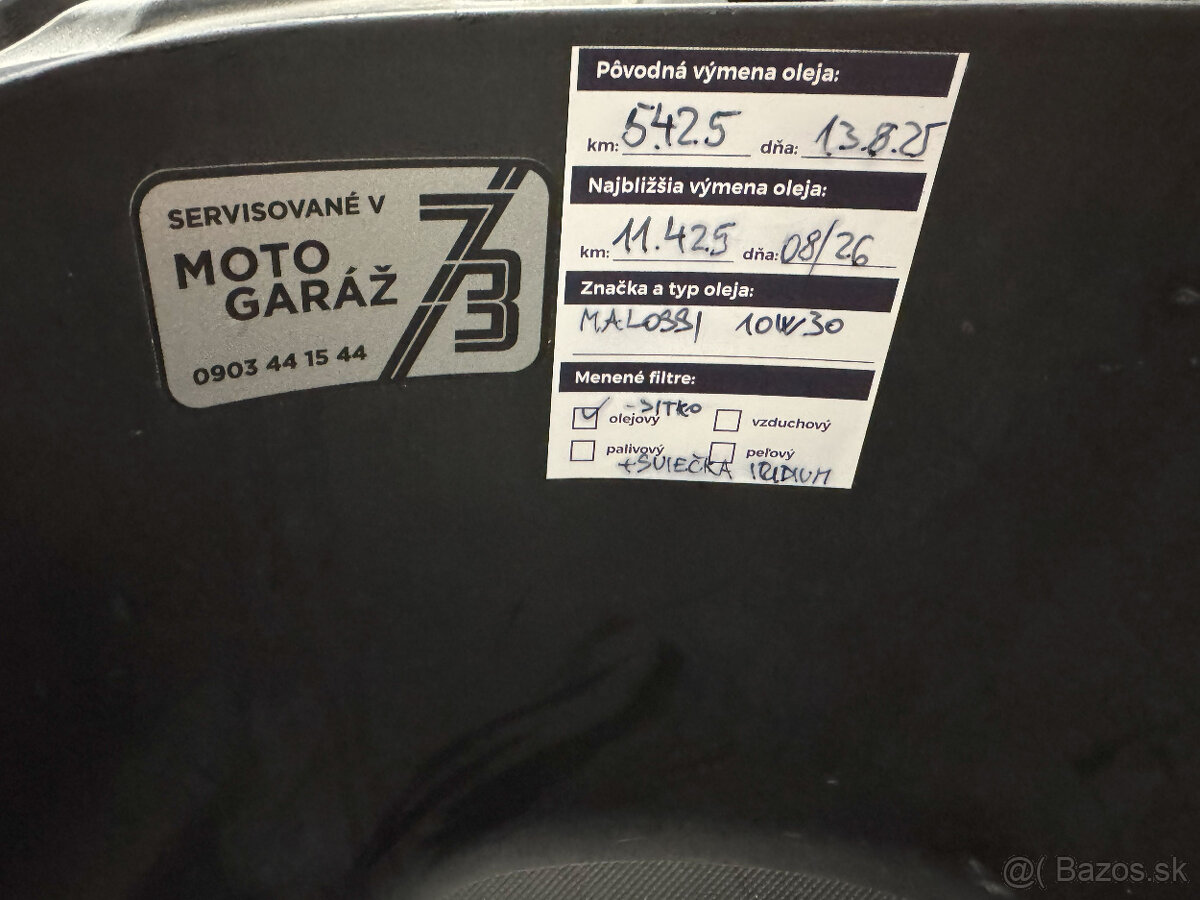 SERVISOVANÉ V
MOTO
GARÁŽ
73
0903 44 15 44
Pôvodná výmena oleja:
km: 5425 dňa: 13.8.25
Najbližšia výmena oleja:
km: 11.425 dňa: 08/26
Značka a typ oleja:
MALOSSI 10W30
Menené filtre:
✓ olejový -> SITKO vzduchový
palivový peľový
+SVIEČKA IRIDIUM
@( Bazos.sk